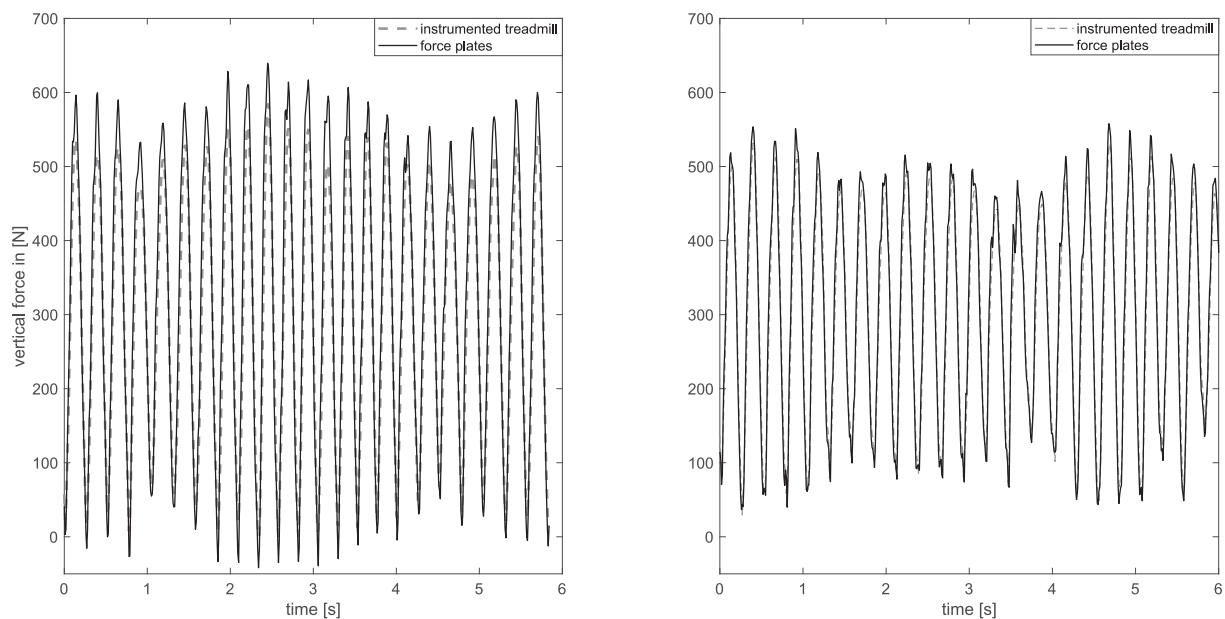 700
600
500
400
300
200
100
0
vertical force in [N]
instrumented treadmill
force plates
0 1 2 3 4 5 6
time [s]
700
600
500
400
300
200
100
0
instrumented treadmill
force plates
0 1 2 3 4 5 6
time [s]